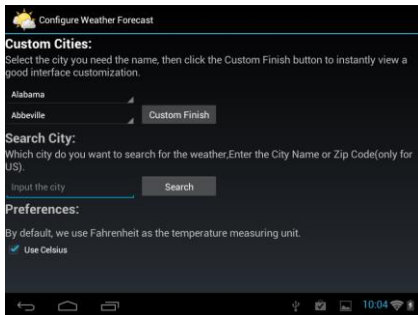 Configure Weather Forecast
Custom Cities:
Select the city you need the name, then click the Custom Finish button to instantly view a
good interface customization.
Alabama
Abbeville
Custom Finish
Search City:
Which city do you want to search for the weather,Enter the City Name or Zip Code(only for
US).
Input the city
Search
Preferences:
By default, we use Fahrenheit as the temperature measuring unit.
Use Celsius
10:04